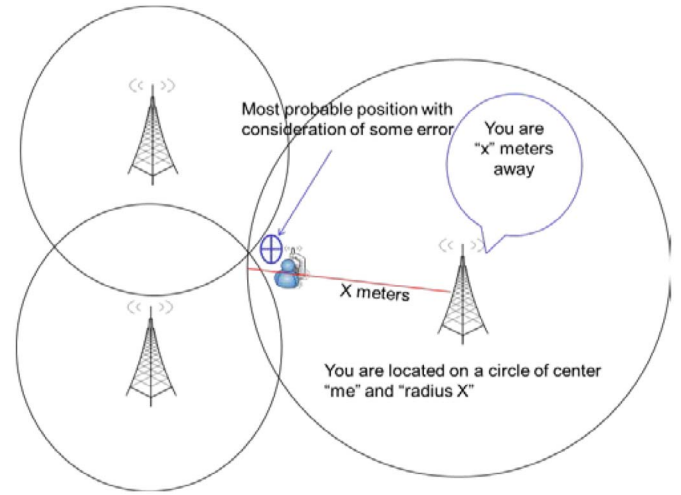 Most probable position with
consideration of some error
You are
"x" meters
away
X meters
You are located on a circle of center
"me" and "radius X"